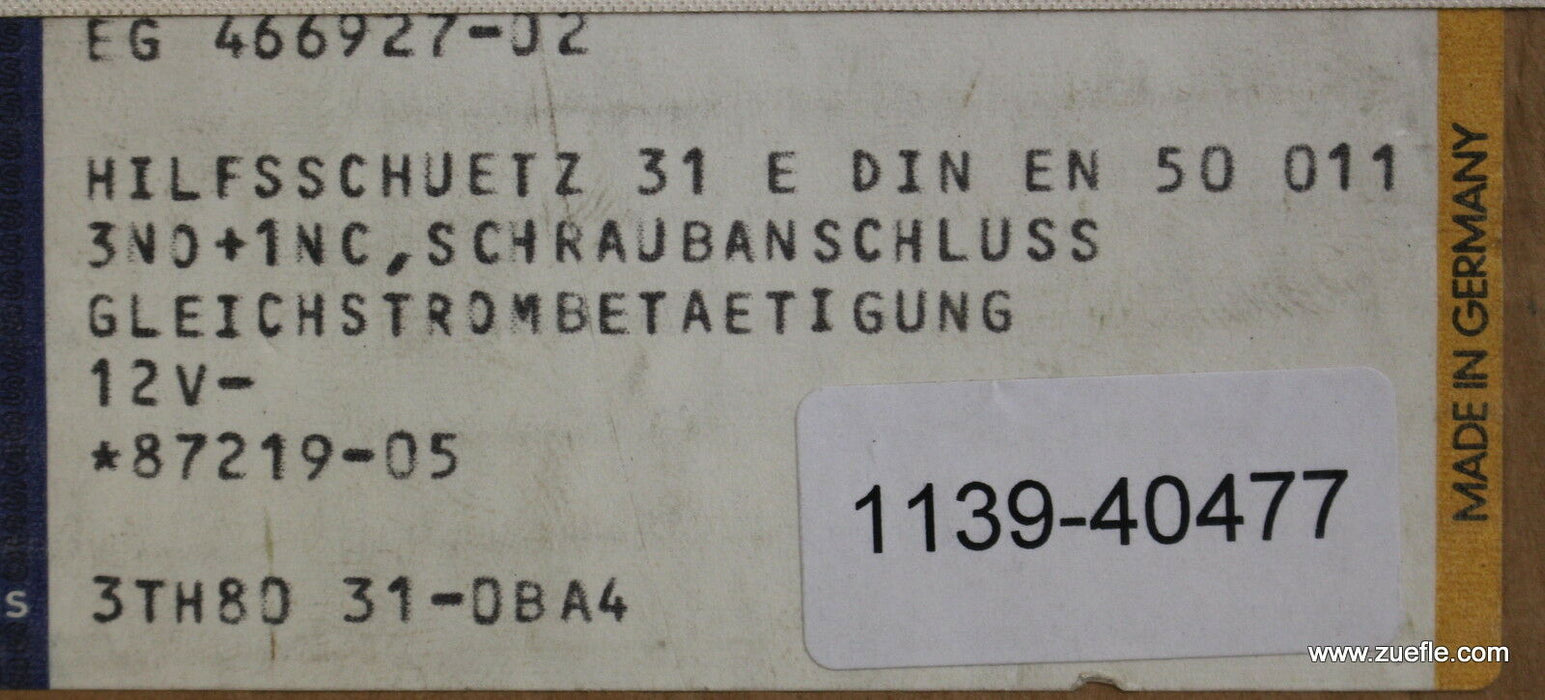 EG 466927-02
HILFSSCHUETZ 31 E DIN EN 50 011
3NO+1NC,SCHRAUBANSCHLUSS
GLEICHSTROMBETAETIGUNG
12V-
*87219-05
3TH80 31-0BA4
1139-40477
MADE IN GERMANY
S
www.zuefle.com